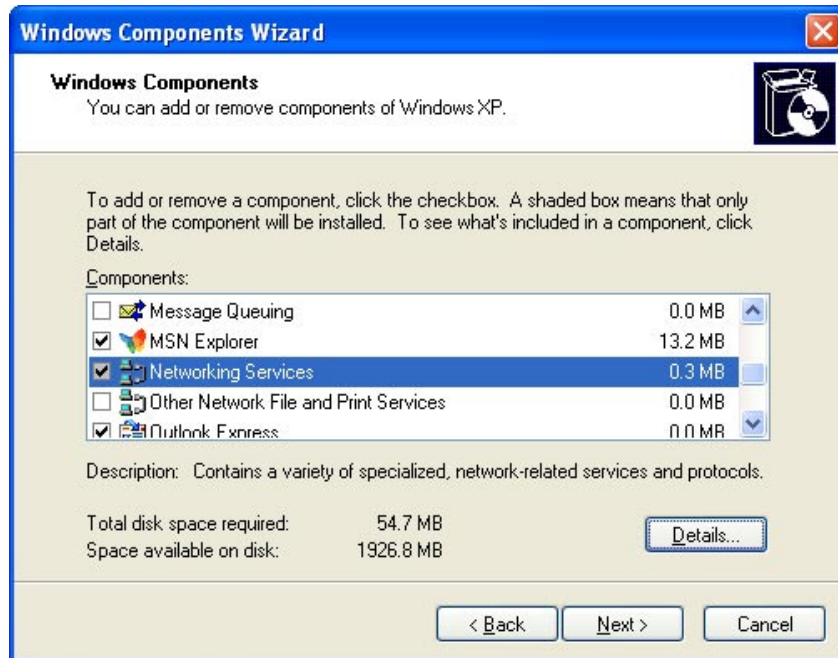 Windows Components Wizard
Windows Components
You can add or remove components of Windows XP.
To add or remove a component, click the checkbox. A shaded box means that only
part of the component will be installed. To see what's included in a component, click
Details.
Components:
Message Queuing 0.0 MB
MSN Explorer 13.2 MB
Networking Services 0.3 MB
Other Network File and Print Services 0.0 MB
Outlook Express 0.0 MB
Description: Contains a variety of specialized, network-related services and protocols.
Total disk space required: 54.7 MB
Space available on disk: 1926.8 MB
Details...
< Back Next > Cancel